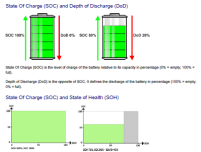 State Of Charge (SOC) and Depth of Discharge (DoD)
SOC 100%
DoD 0%
SOC 80%
DoD 20%
State Of Charge (SOC) is the level of charge of the battery relative to its capacity in percentage (0% = empty, 100% =
full).
Depth of Discharge (DoD) is the opposite of SOC. It defines the discharge of the battery in percentage (100% = empty,
0% = full).
State Of Charge (SOC) and State of Health (SOH)